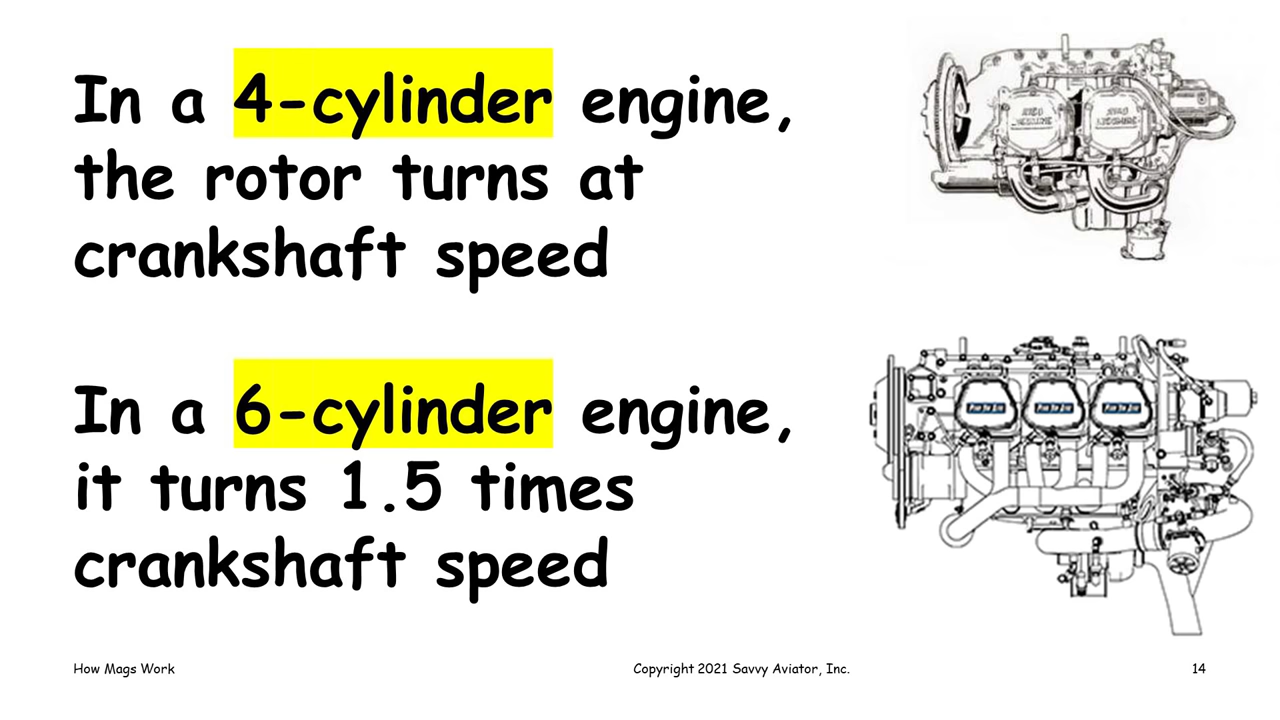 In a 4-cylinder engine,
the rotor turns at
crankshaft speed
In a 6-cylinder engine,
it turns 1.5 times
crankshaft speed
How Mags Work
Copyright 2021 Savvy Aviator, Inc.
14